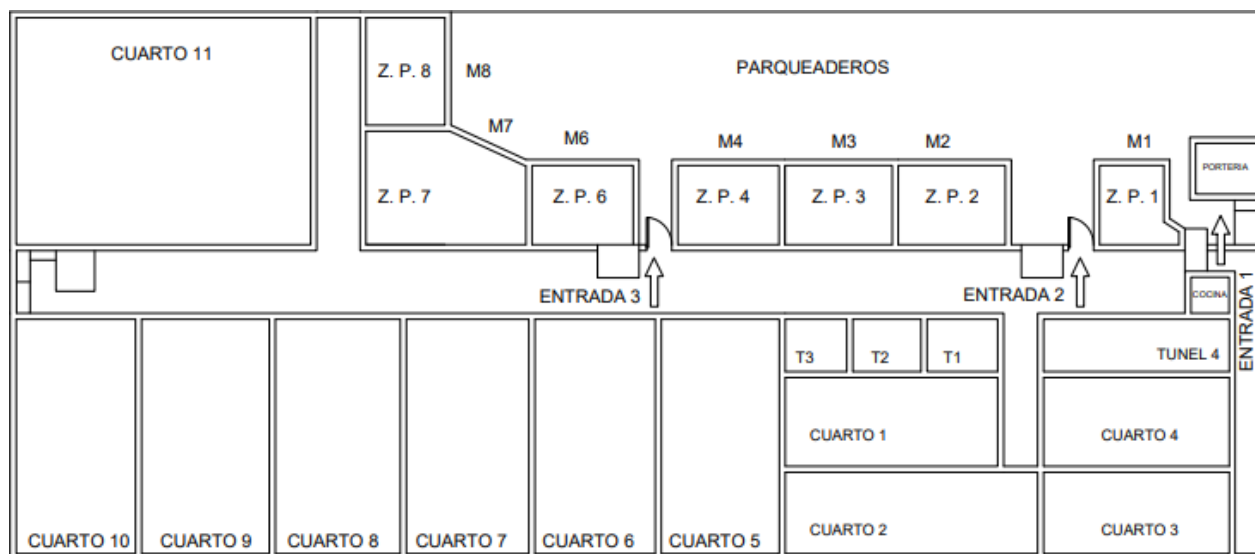 CUARTO 11
Z. P. 8
M8
PARQUEADEROS
M7
M6
M4
M3
M2
M1
PORTERIA
Z. P. 7
Z. P. 6
Z. P. 4
Z. P. 3
Z. P. 2
Z. P. 1
ENTRADA 3
ENTRADA 2
COCINA
ENTRADA 1
T3
T2
T1
TUNEL 4
CUARTO 1
CUARTO 4
CUARTO 10
CUARTO 9
CUARTO 8
CUARTO 7
CUARTO 6
CUARTO 5
CUARTO 2
CUARTO 3